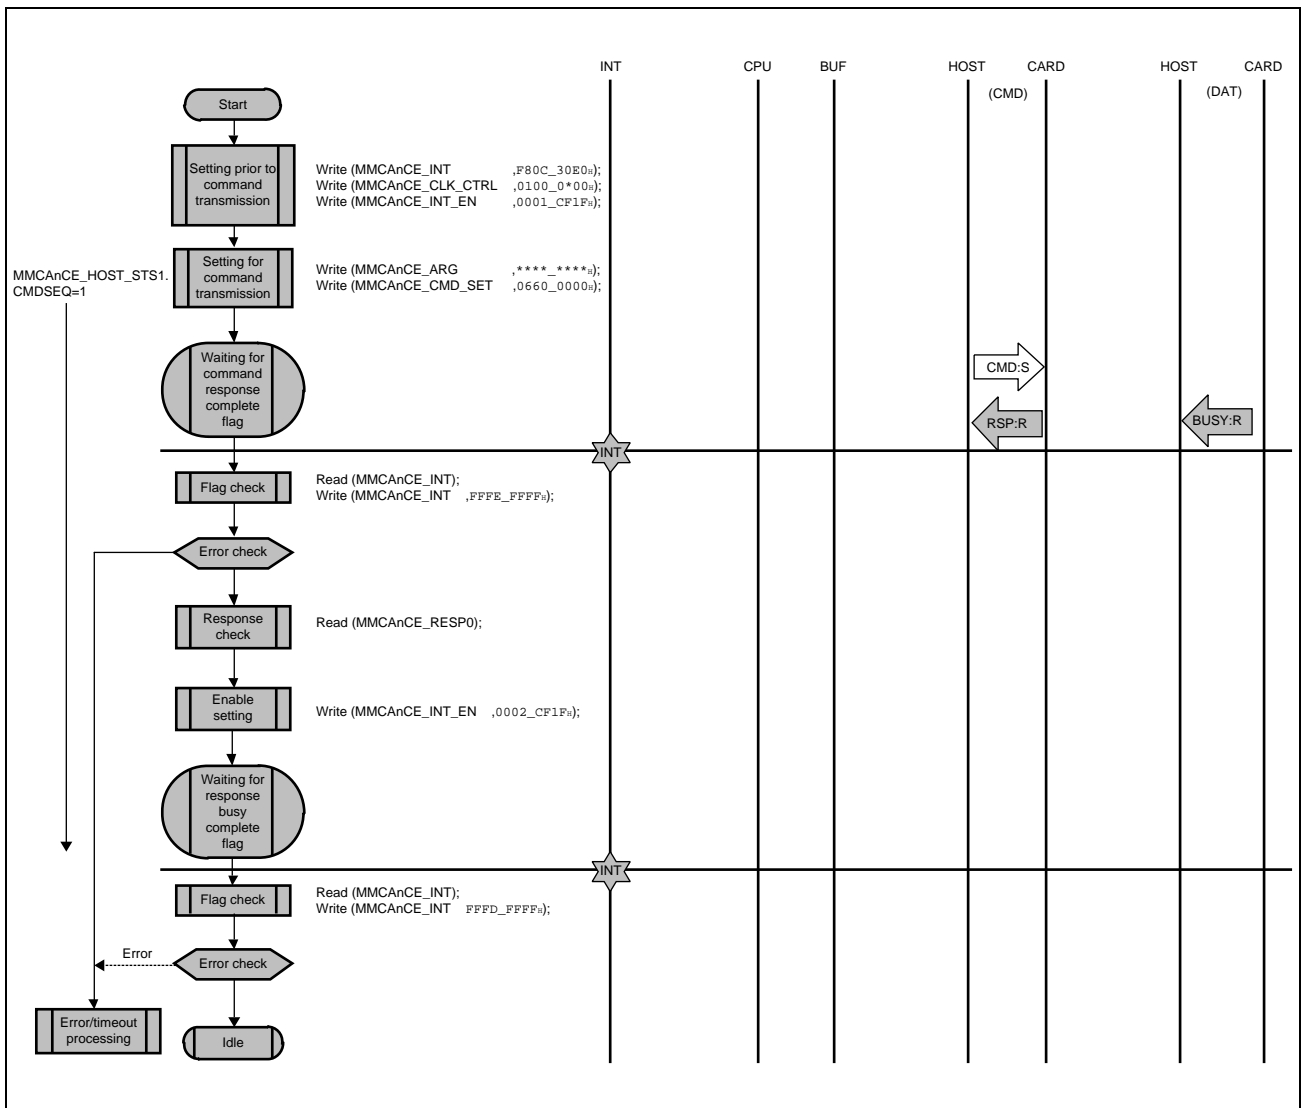 INT CPU BUF HOST CARD HOST CARD
(CMD) (DAT)
Start
Setting prior to
command
transmission
Write (MMCAnCE_INT ,F80C_30E0H);
Write (MMCAnCE_CLK_CTRL ,0100_0*00H);
Write (MMCAnCE_INT_EN ,0001_CF1FH);
MMCAnCE_HOST_STS1.
CMDSEQ=1
Setting for
command
transmission
Write (MMCAnCE_ARG ,****_****H);
Write (MMCAnCE_CMD_SET ,0660_0000H);
Waiting for
command
response
complete
flag
CMD:S
RSP:R
BUSY:R
INT
Flag check
Read (MMCAnCE_INT);
Write (MMCAnCE_INT ,FFFE_FFFFH);
Error check
Response
check
Read (MMCAnCE_RESP0);
Enable
setting
Write (MMCAnCE_INT_EN ,0002_CF1FH);
Waiting for
response
busy
complete
flag
INT
Flag check
Read (MMCAnCE_INT);
Write (MMCAnCE_INT FFFD_FFFFH);
Error
Error check
Error/timeout
processing
Idle